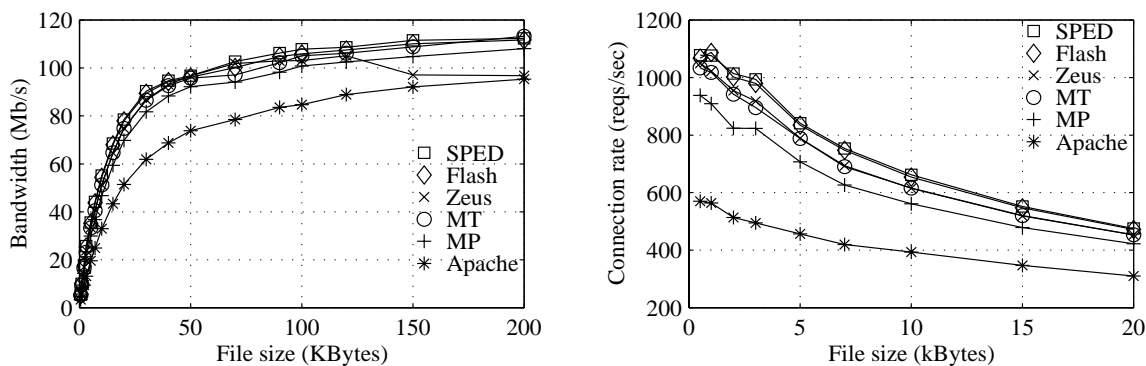 Bandwidth (Mb/s)
120
100
80
60
40
20
0
0 50 100 150 200
File size (KBytes)
SPED
Flash
Zeus
MT
MP
Apache
Connection rate (reqs/sec)
1200
1000
800
600
400
200
0 5 10 15 20
File size (kBytes)
SPED
Flash
Zeus
MT
MP
Apache